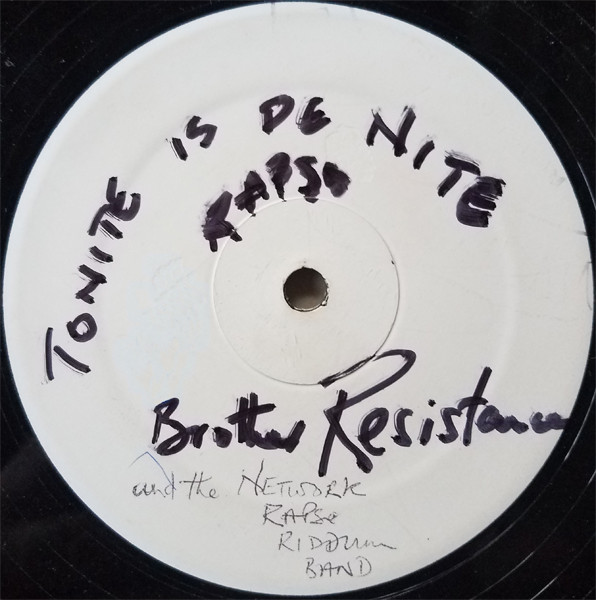 TONITE IS DE NITE
RAPSO
Brother Resistance
and the NETWORK
RAPSO
RIDDUM
BAND